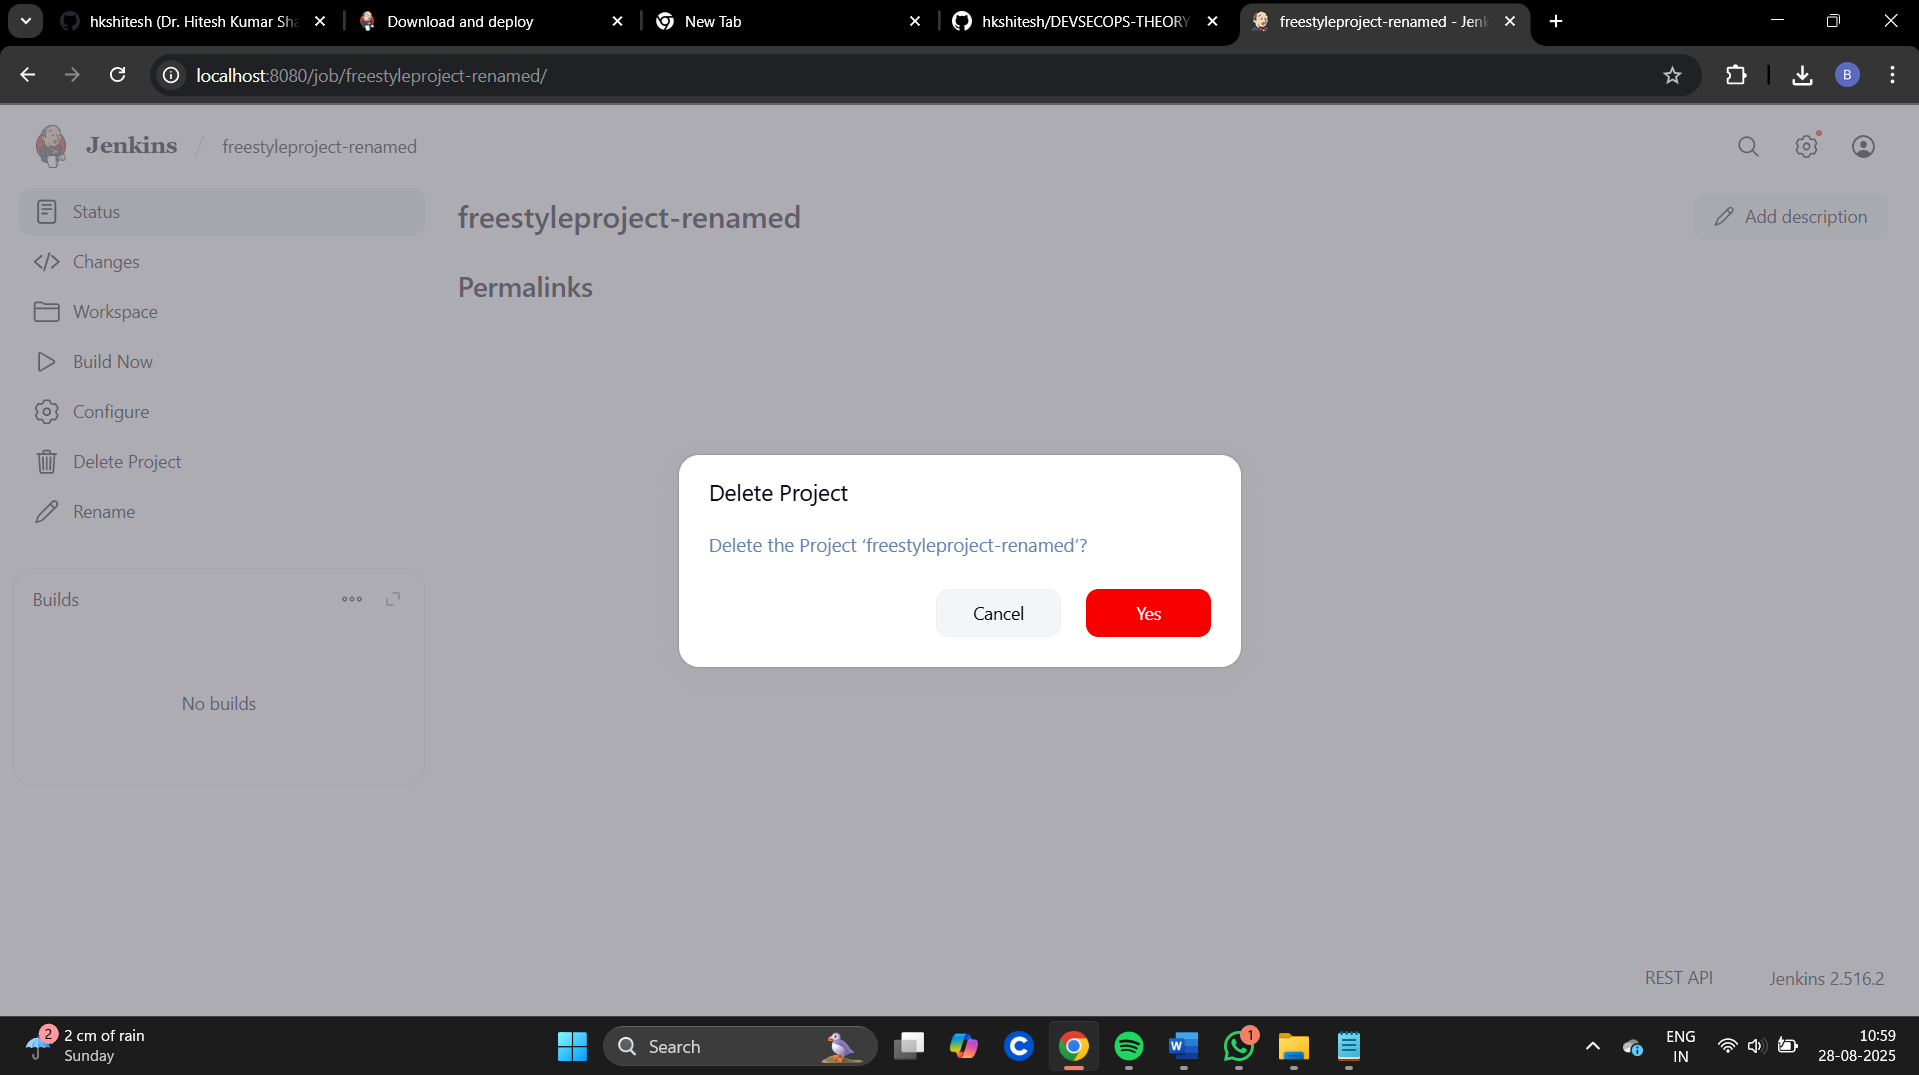 hkshitesh (Dr. Hitesh Kumar Sha
Download and deploy
New Tab
hkshitesh/DEVSECOPS-THEORY
freestyleproject-renamed - Jenk
localhost:8080/job/freestyleproject-renamed/
B
Jenkins / freestyleproject-renamed
Status
Changes
Workspace
Build Now
Configure
Delete Project
Rename
Builds
No builds
freestyleproject-renamed
Add description
Permalinks
Delete Project
Delete the Project ‘freestyleproject-renamed’?
Cancel
Yes
REST API
Jenkins 2.516.2
2
2 cm of rain
Sunday
Search
C
W
1
ENG
IN
10:59
28-08-2025